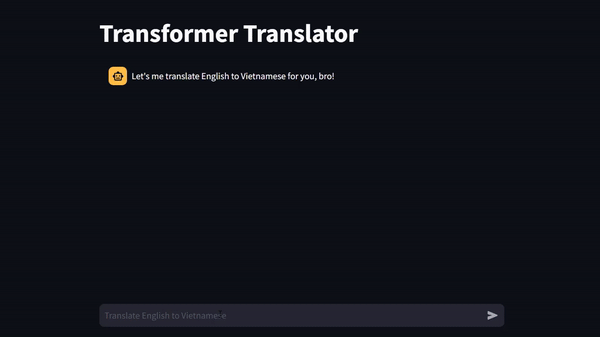 Transformer Translator
Let's me translate English to Vietnamese for you, bro!
Translate English to Vietnamese